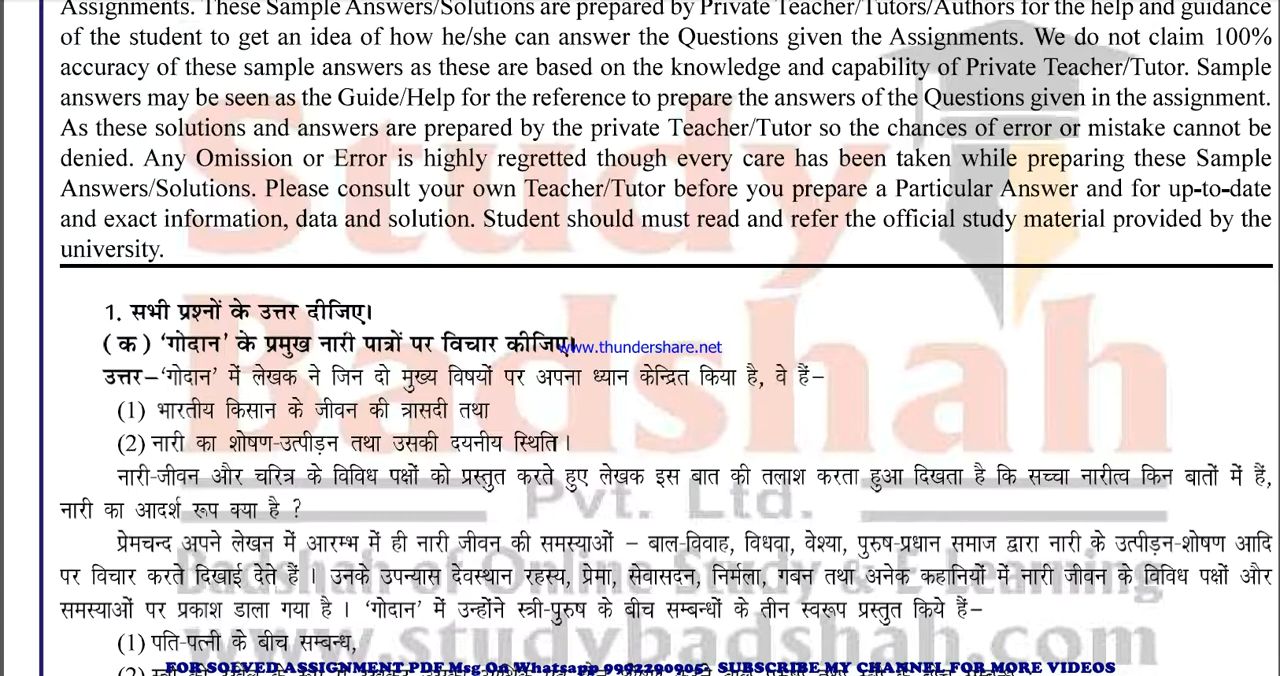 Assignments. These Sample Answers/Solutions are prepared by Private Teacher/Tutors/Authors for the help and guidance
of the student to get an idea of how he/she can answer the Questions given the Assignments. We do not claim 100%
accuracy of these sample answers as these are based on the knowledge and capability of Private Teacher/Tutor. Sample
answers may be seen as the Guide/Help for the reference to prepare the answers of the Questions given in the assignment.
As these solutions and answers are prepared by the private Teacher/Tutor so the chances of error or mistake cannot be
denied. Any Omission or Error is highly regretted though every care has been taken while preparing these Sample
Answers/Solutions. Please consult your own Teacher/Tutor before you prepare a Particular Answer and for up-to-date
and exact information, data and solution. Student should must read and refer the official study material provided by the
university.
1. सभी प्रश्नों के उत्तर दीजिए।
(क) ‘गोदान’ के प्रमुख नारी पात्रों पर विचार कीजिए।
www.thundershare.net
उत्तर–‘गोदान’ में लेखक ने जिन दो मुख्य विषयों पर अपना ध्यान केन्द्रित किया है, वे हैं–
(1) भारतीय किसान के जीवन की त्रासदी तथा
(2) नारी का शोषण-उत्पीड़न तथा उसकी दयनीय स्थिति।
नारी-जीवन और चरित्र के विविध पक्षों को प्रस्तुत करते हुए लेखक इस बात की तलाश करता हुआ दिखता है कि सच्चा नारीत्व किन बातों में हैं,
नारी का आदर्श रूप क्या है ?
प्रेमचन्द अपने लेखन में आरम्भ में ही नारी जीवन की समस्याओं – बाल-विवाह, विधवा, वेश्या, पुरुष-प्रधान समाज द्वारा नारी के उत्पीड़न-शोषण आदि
पर विचार करते दिखाई देते हैं । उनके उपन्यास देवस्थान रहस्य, प्रेमा, सेवासदन, निर्मला, गबन तथा अनेक कहानियों में नारी जीवन के विविध पक्षों और
समस्याओं पर प्रकाश डाला गया है । ‘गोदान’ में उन्होंने स्त्री-पुरुष के बीच सम्बन्धों के तीन स्वरूप प्रस्तुत किये हैं–
(1) पति-पत्नी के बीच सम्बन्ध,
FOR SOLVED ASSIGNMENT PDF Msg On Whatsapp 9992290905, SUBSCRIBE MY CHANNEL FOR MORE VIDEOS
Study
Badshah
Pvt. Ltd.
Badshah of Online Study & E-learning
www.studybadshah.com